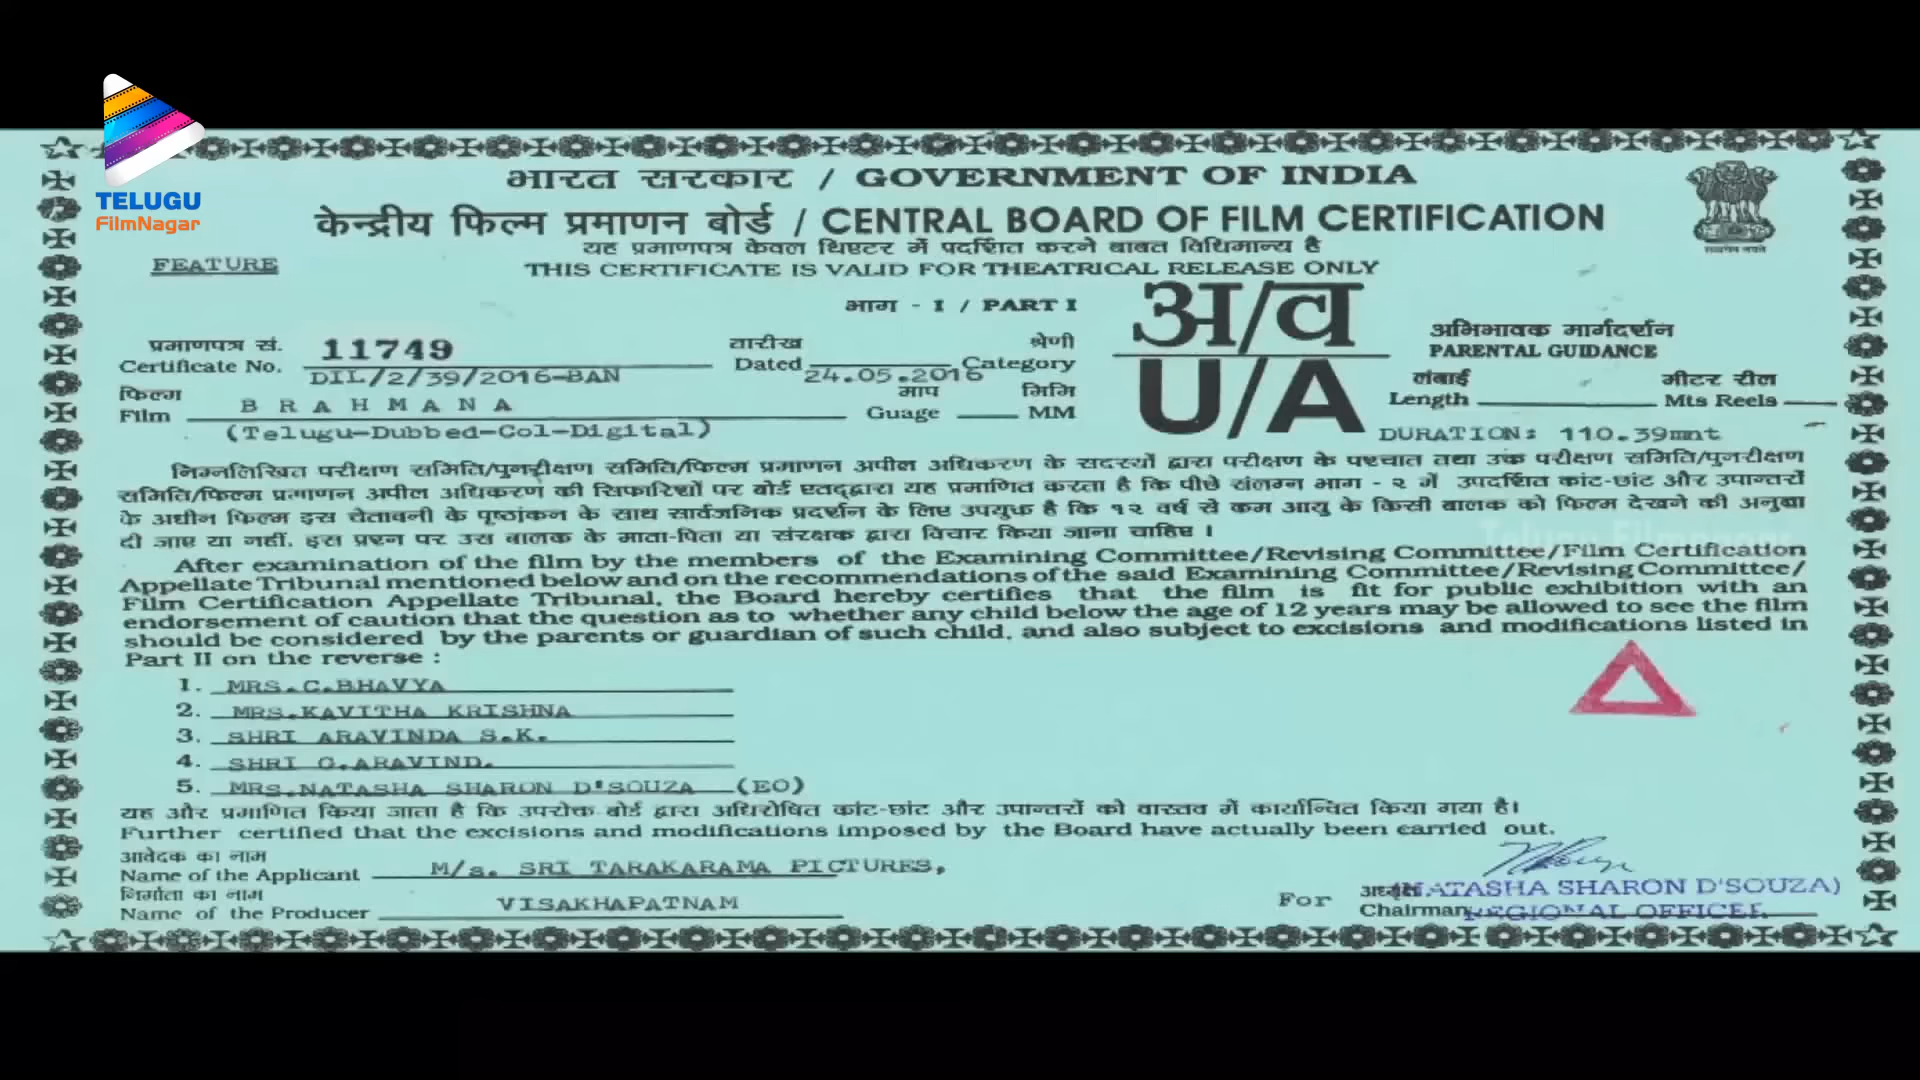 TELUGU
FilmNagar
भारत सरकार / GOVERNMENT OF INDIA
केन्द्रीय फिल्म प्रमाणन बोर्ड / CENTRAL BOARD OF FILM CERTIFICATION
यह प्रमाणपत्र केवल थिएटर में प्रदर्शित करने बाबत विधिमान्य है
FEATURE
THIS CERTIFICATE IS VALID FOR THEATRICAL RELEASE ONLY
भाग - I / PART I
अ/व
U/A
अभिभावक मार्गदर्शन
PARENTAL GUIDANCE
प्रमाणपत्र सं. 11749 तारीख श्रेणी
Certificate No. Dated 24.05.2016 Category
DIL/2/39/2016-BAN
फिल्म माप मिमि लंबाई मीटर रील
Film BRAHMANA Guage MM Length Mts Reels
(Telugu-Dubbed-Col-Digital) DURATION: 110.39mnt
निम्नलिखित परीक्षण समिति/पुनरीक्षण समिति/फिल्म प्रमाणन अपील अधिकरण के सदस्यों द्वारा परीक्षण के पश्चात तथा उक्त परीक्षण समिति/पुनरीक्षण
समिति/फिल्म प्रमाणन अपील अधिकरण की सिफारिशों पर बोर्ड एतद्द्वारा यह प्रमाणित करता है कि पीछे संलग्न भाग - २ में उपदर्शित कांट-छांट और उपान्तरों
के अधीन फिल्म इस चेतावनी के पृष्ठांकन के साथ सार्वजनिक प्रदर्शन के लिए उपयुक्त है कि १२ वर्ष से कम आयु के किसी बालक को फिल्म देखने की अनुज्ञा
दी जाए या नहीं, इस प्रश्न पर उस बालक के माता-पिता या संरक्षक द्वारा विचार किया जाना चाहिए ।
After examination of the film by the members of the Examining Committee/Revising Committee/Film Certification
Appellate Tribunal mentioned below and on the recommendations of the said Examining Committee/Revising Committee/
Film Certification Appellate Tribunal, the Board hereby certifies that the film is fit for public exhibition with an
endorsement of caution that the question as to whether any child below the age of 12 years may be allowed to see the film
should be considered by the parents or guardian of such child, and also subject to excisions and modifications listed in
Part II on the reverse :
1. MRS.C.BHAVYA
2. MRS.KAVITHA KRISHNA
3. SHRI ARAVINDA S.K.
4. SHRI G.ARAVIND.
5. MRS.NATASHA SHARON D'SOUZA (EO)
यह और प्रमाणित किया जाता है कि उपरोक्त बोर्ड द्वारा अधिरोषित कांट-छांट और उपान्तरों को वास्तव में कार्यान्वित किया गया है।
Further certified that the excisions and modifications imposed by the Board have actually been carried out.
आवेदक का नाम
Name of the Applicant M/s. SRI TARAKARAMA PICTURES,
निर्माता का नाम
Name of the Producer VISAKHAPATNAM
For अध्यक्ष (NATASHA SHARON D'SOUZA)
Chairman REGIONAL OFFICER